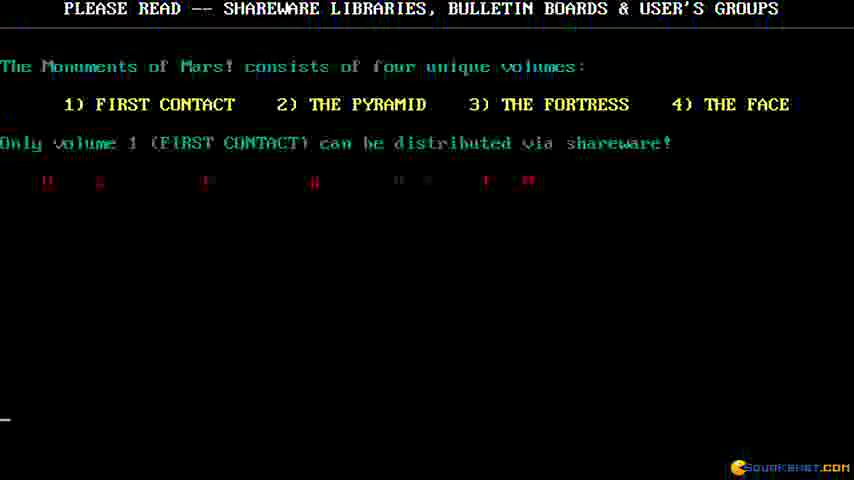 PLEASE READ -- SHAREWARE LIBRARIES, BULLETIN BOARDS & USER'S GROUPS
The Monuments of Mars! consists of four unique volumes:
1) FIRST CONTACT 2) THE PYRAMID 3) THE FORTRESS 4) THE FACE
Only volume 1 (FIRST CONTACT) can be distributed via shareware!